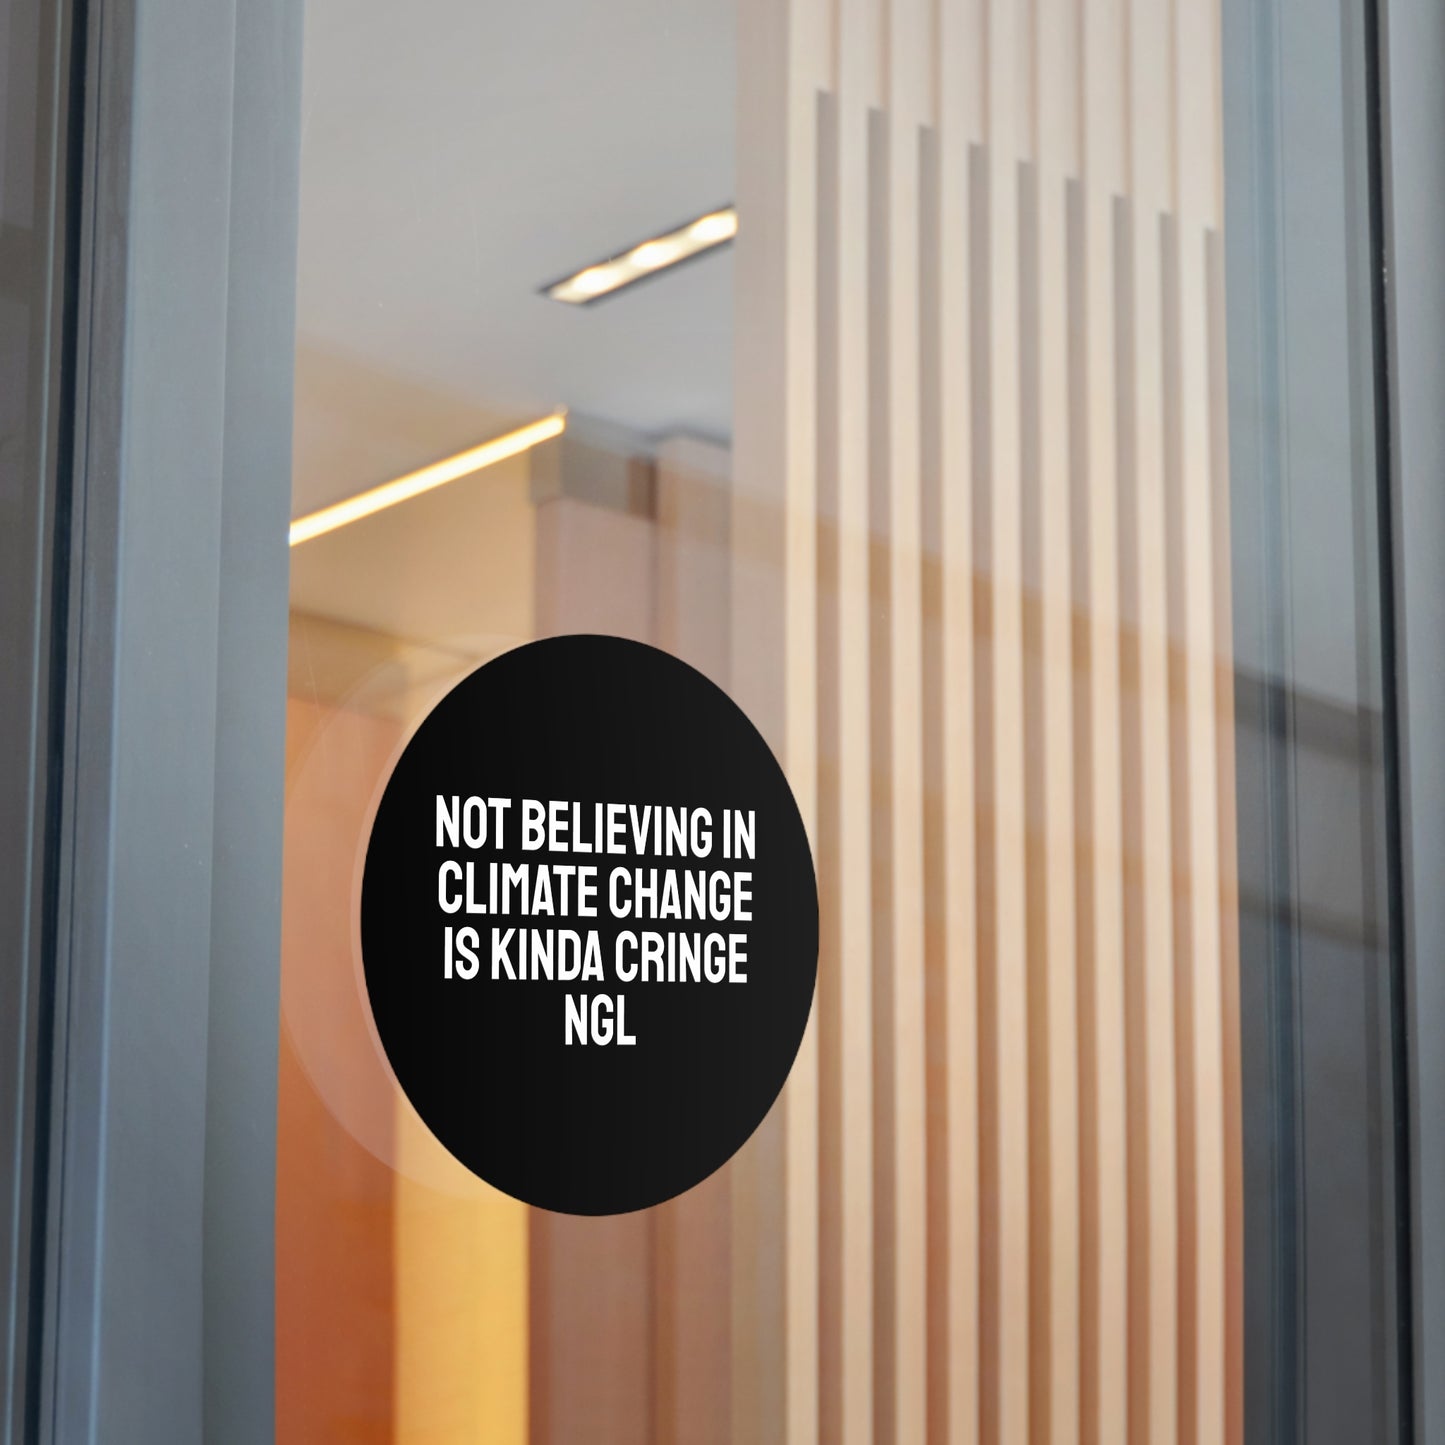 NOT BELIEVING IN
CLIMATE CHANGE
IS KINDA CRINGE
NGL